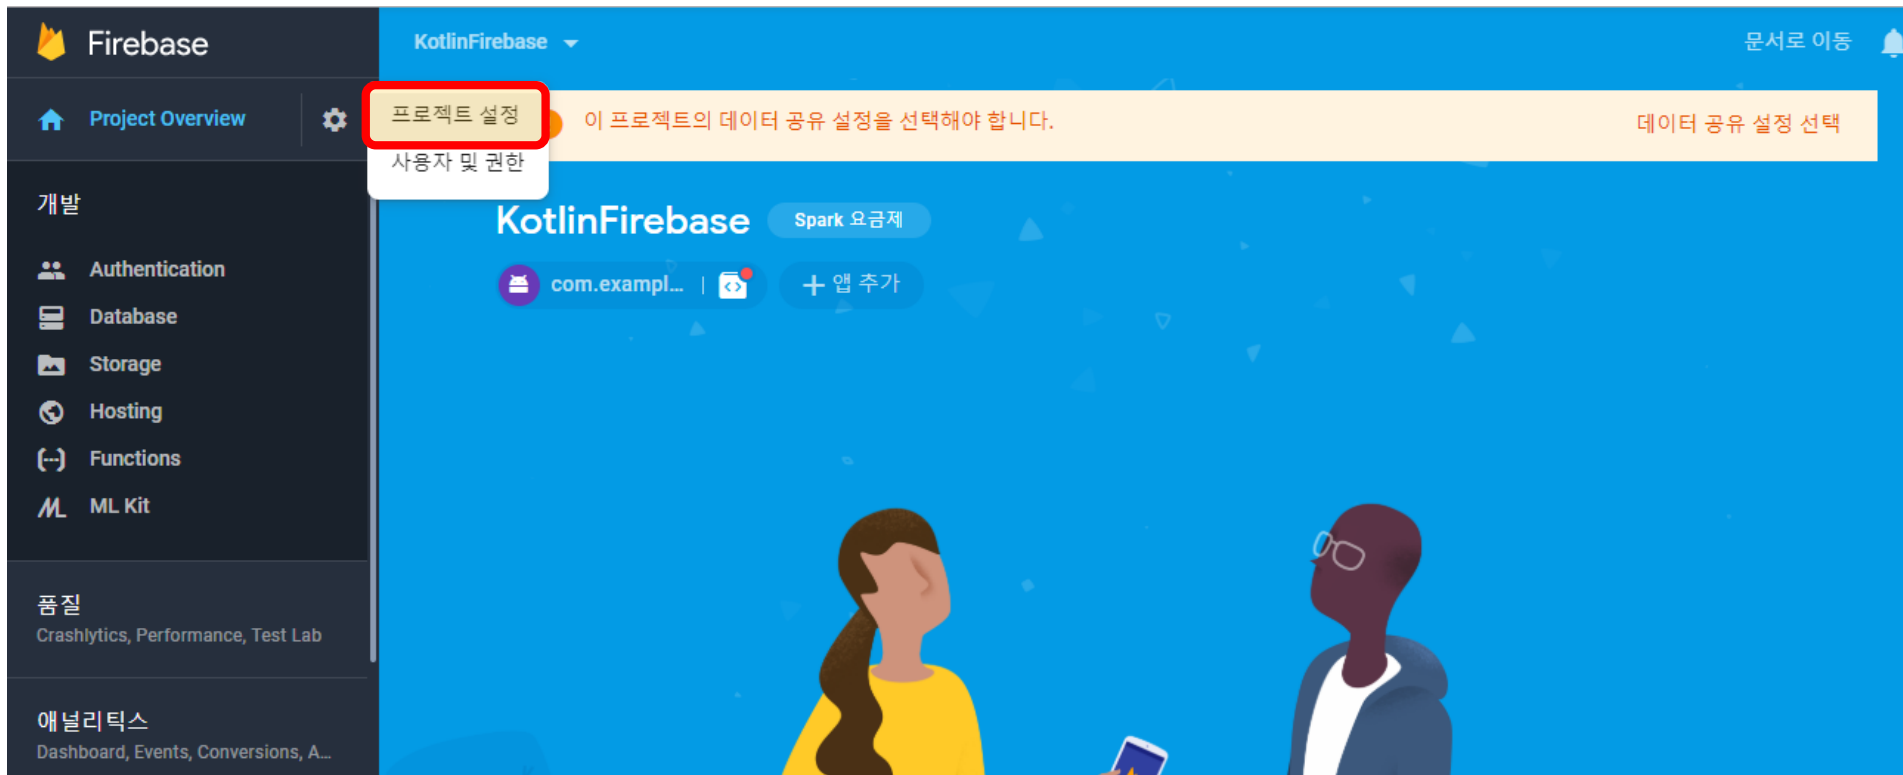 Firebase
KotlinFirebase
문서로 이동
Project Overview
프로젝트 설정
사용자 및 권한
이 프로젝트의 데이터 공유 설정을 선택해야 합니다.
데이터 공유 설정 선택
개발
Authentication
Database
Storage
Hosting
Functions
ML Kit
품질
Crashlytics, Performance, Test Lab
애널리틱스
Dashboard, Events, Conversions, A...
KotlinFirebase
Spark 요금제
com.exampl...
앱 추가